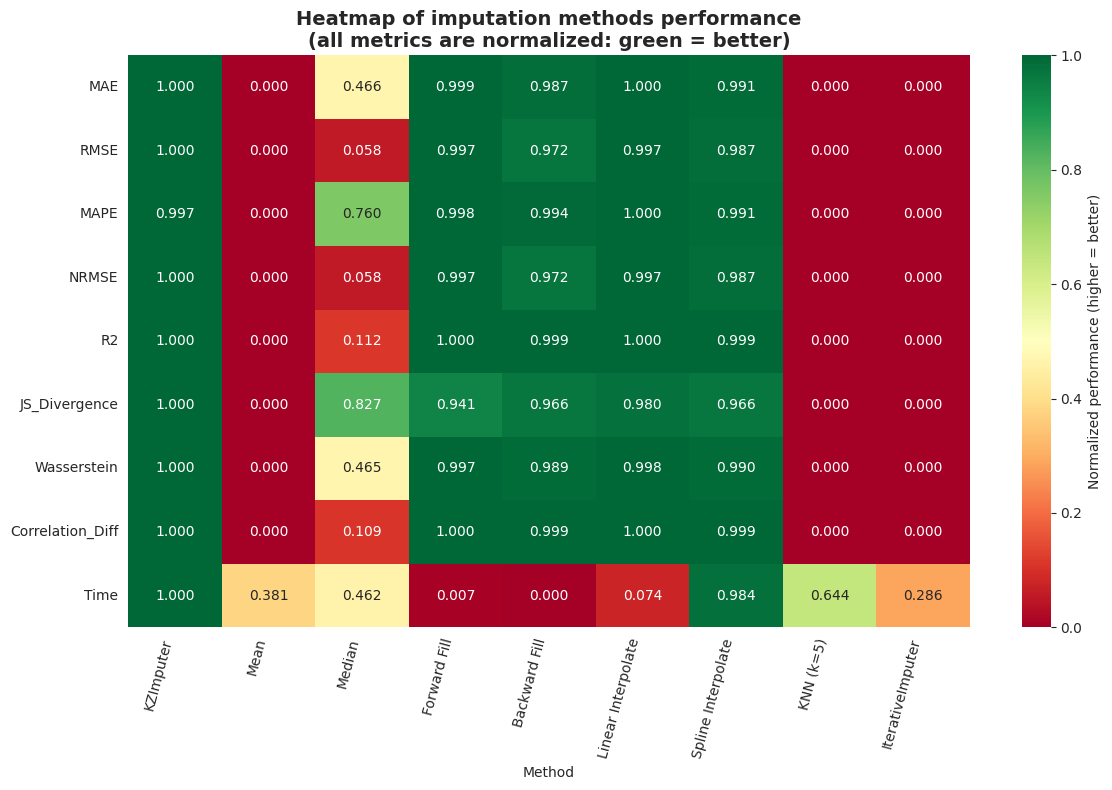 Heatmap of imputation methods performance
(all metrics are normalized: green = better)
MAE 1.000 0.000 0.466 0.999 0.987 1.000 0.991 0.000 0.000
RMSE 1.000 0.000 0.058 0.997 0.972 0.997 0.987 0.000 0.000
MAPE 0.997 0.000 0.760 0.998 0.994 1.000 0.991 0.000 0.000
NRMSE 1.000 0.000 0.058 0.997 0.972 0.997 0.987 0.000 0.000
R2 1.000 0.000 0.112 1.000 0.999 1.000 0.999 0.000 0.000
JS_Divergence 1.000 0.000 0.827 0.941 0.966 0.980 0.966 0.000 0.000
Wasserstein 1.000 0.000 0.465 0.997 0.989 0.998 0.990 0.000 0.000
Correlation_Diff 1.000 0.000 0.109 1.000 0.999 1.000 0.999 0.000 0.000
Time 1.000 0.381 0.462 0.007 0.000 0.074 0.984 0.644 0.286
KZImputer
Mean
Median
Forward Fill
Backward Fill
Linear Interpolate
Spline Interpolate
KNN (k=5)
IterativeImputer
Method
1.0
0.8
0.6
0.4
0.2
0.0
Normalized performance (higher = better)